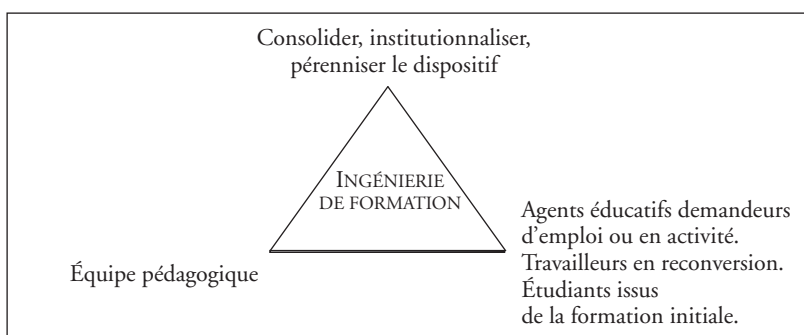 Consolider, institutionnaliser,
pérenniser le dispositif
INGÉNIERIE
DE FORMATION
Équipe pédagogique
Agents éducatifs demandeurs
d'emploi ou en activité.
Travailleurs en reconversion.
Étudiants issus
de la formation initiale.